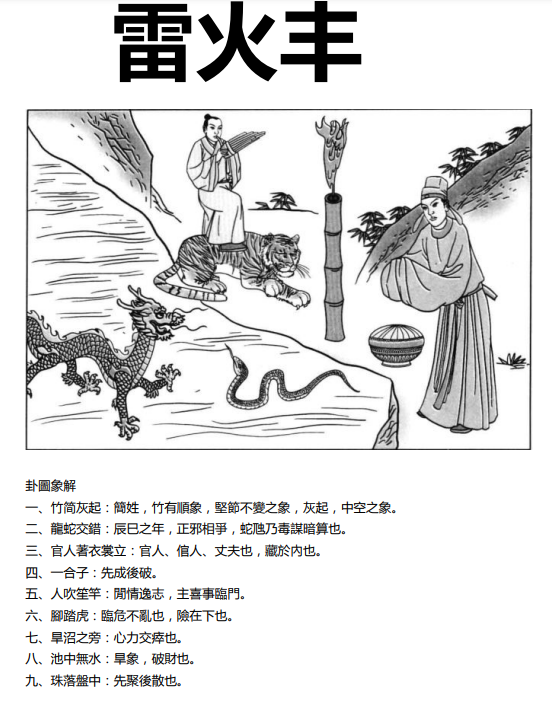 雷火丰
卦圖象解
一、竹简灰起：簡姓，竹有順象，堅節不變之象，灰起，中空之象。
二、龍蛇交錯：辰巳之年，正邪相爭，蛇虺乃毒謀暗算也。
三、官人著衣裳立：官人、倌人、丈夫也，藏於內也。
四、一合子：先成後破。
五、人吹笙竽：閒情逸志，主喜事臨門。
六、腳踏虎：臨危不亂也，險在下也。
七、旱沼之旁：心力交瘁也。
八、池中無水：旱象，破財也。
九、珠落盤中：先聚後散也。